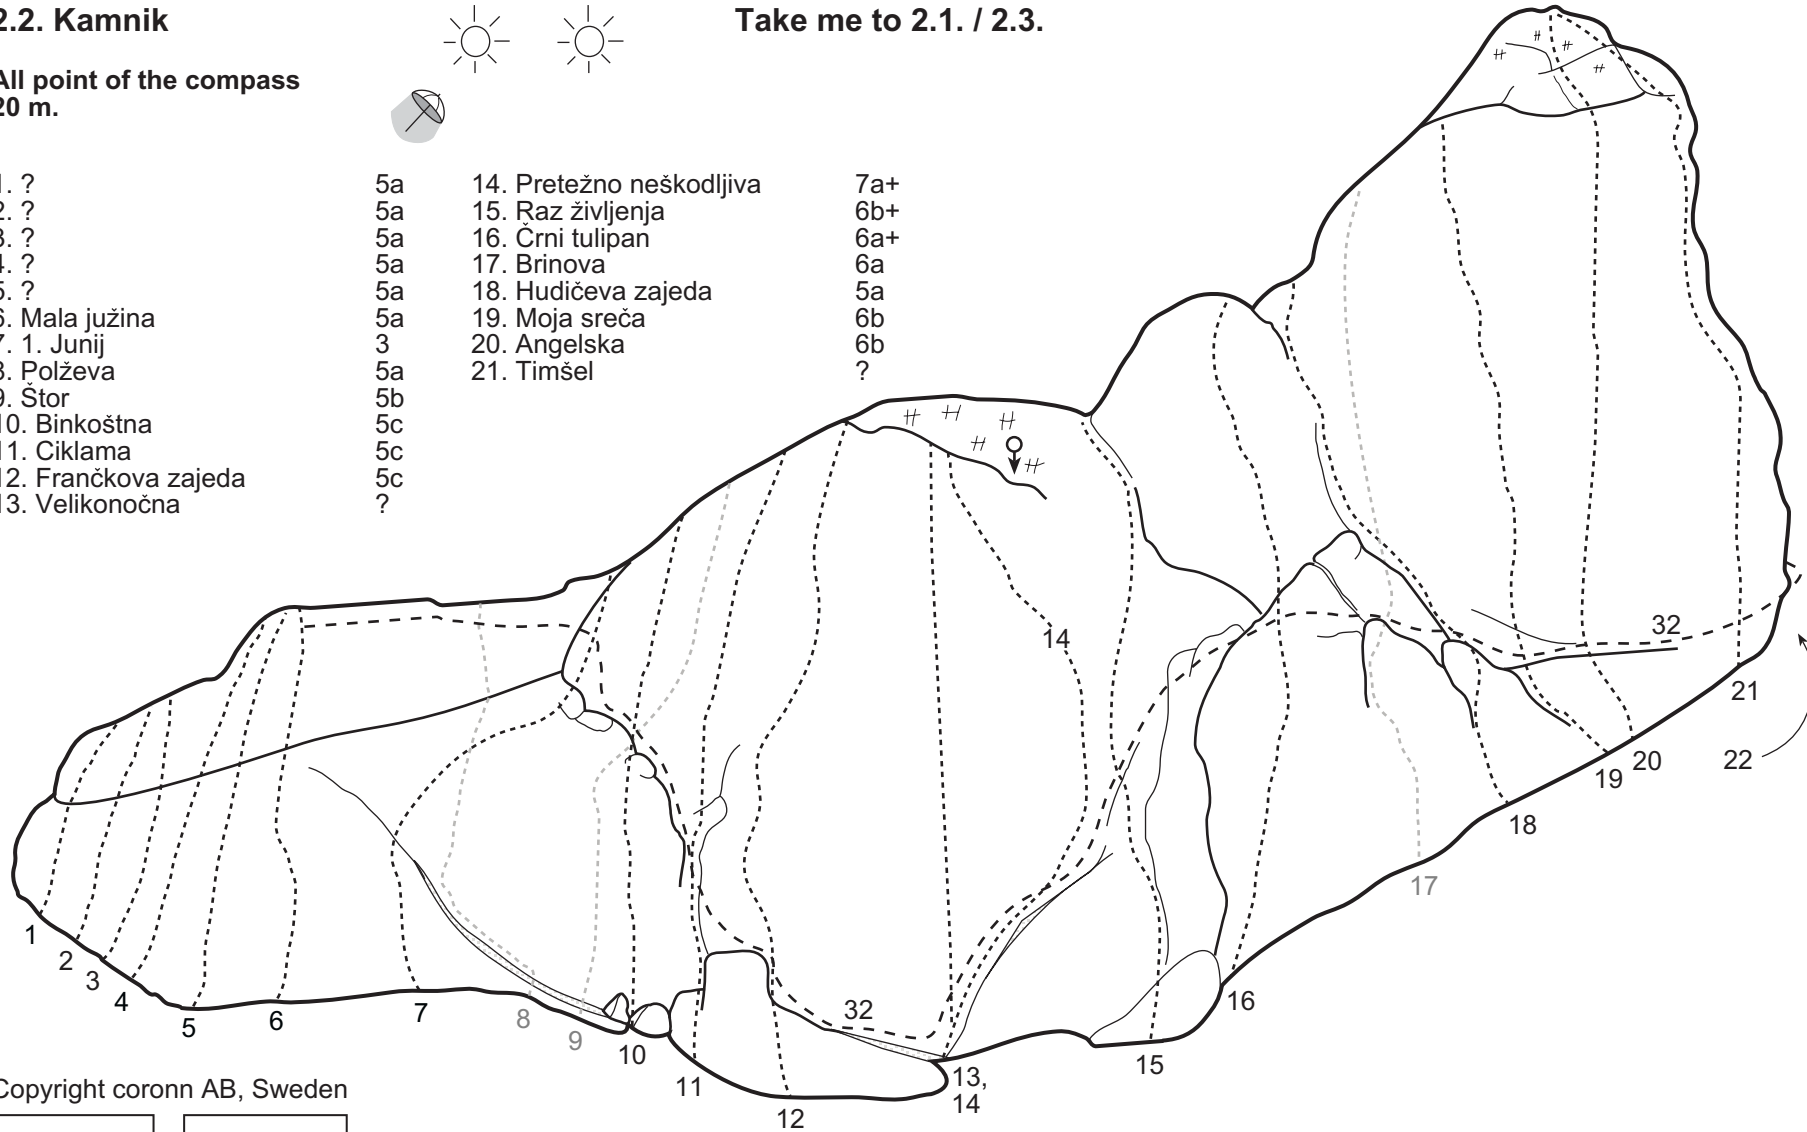 2.2. Kamnik
Take me to 2.1. / 2.3.
All point of the compass
20 m.
1. ? 5a
2. ? 5a
3. ? 5a
4. ? 5a
5. ? 5a
6. Mala južina 5a
7. 1. Junij 3
8. Polževa 5a
9. Štor 5b
10. Binkoštna 5c
11. Ciklama 5c
12. Frančkova zajeda 5c
13. Velikonočna ?
14. Pretežno neškodljiva 7a+
15. Raz življenja 6b+
16. Črni tulipan 6a+
17. Brinova 6a
18. Hudičeva zajeda 5a
19. Moja sreča 6b
20. Angelska 6b
21. Timšel ?
14
32
21
22
20
19
18
17
1
2
3
4
5
6
7
8
9
10
11
12
32
13,
14
15
16
Copyright coronn AB, Sweden